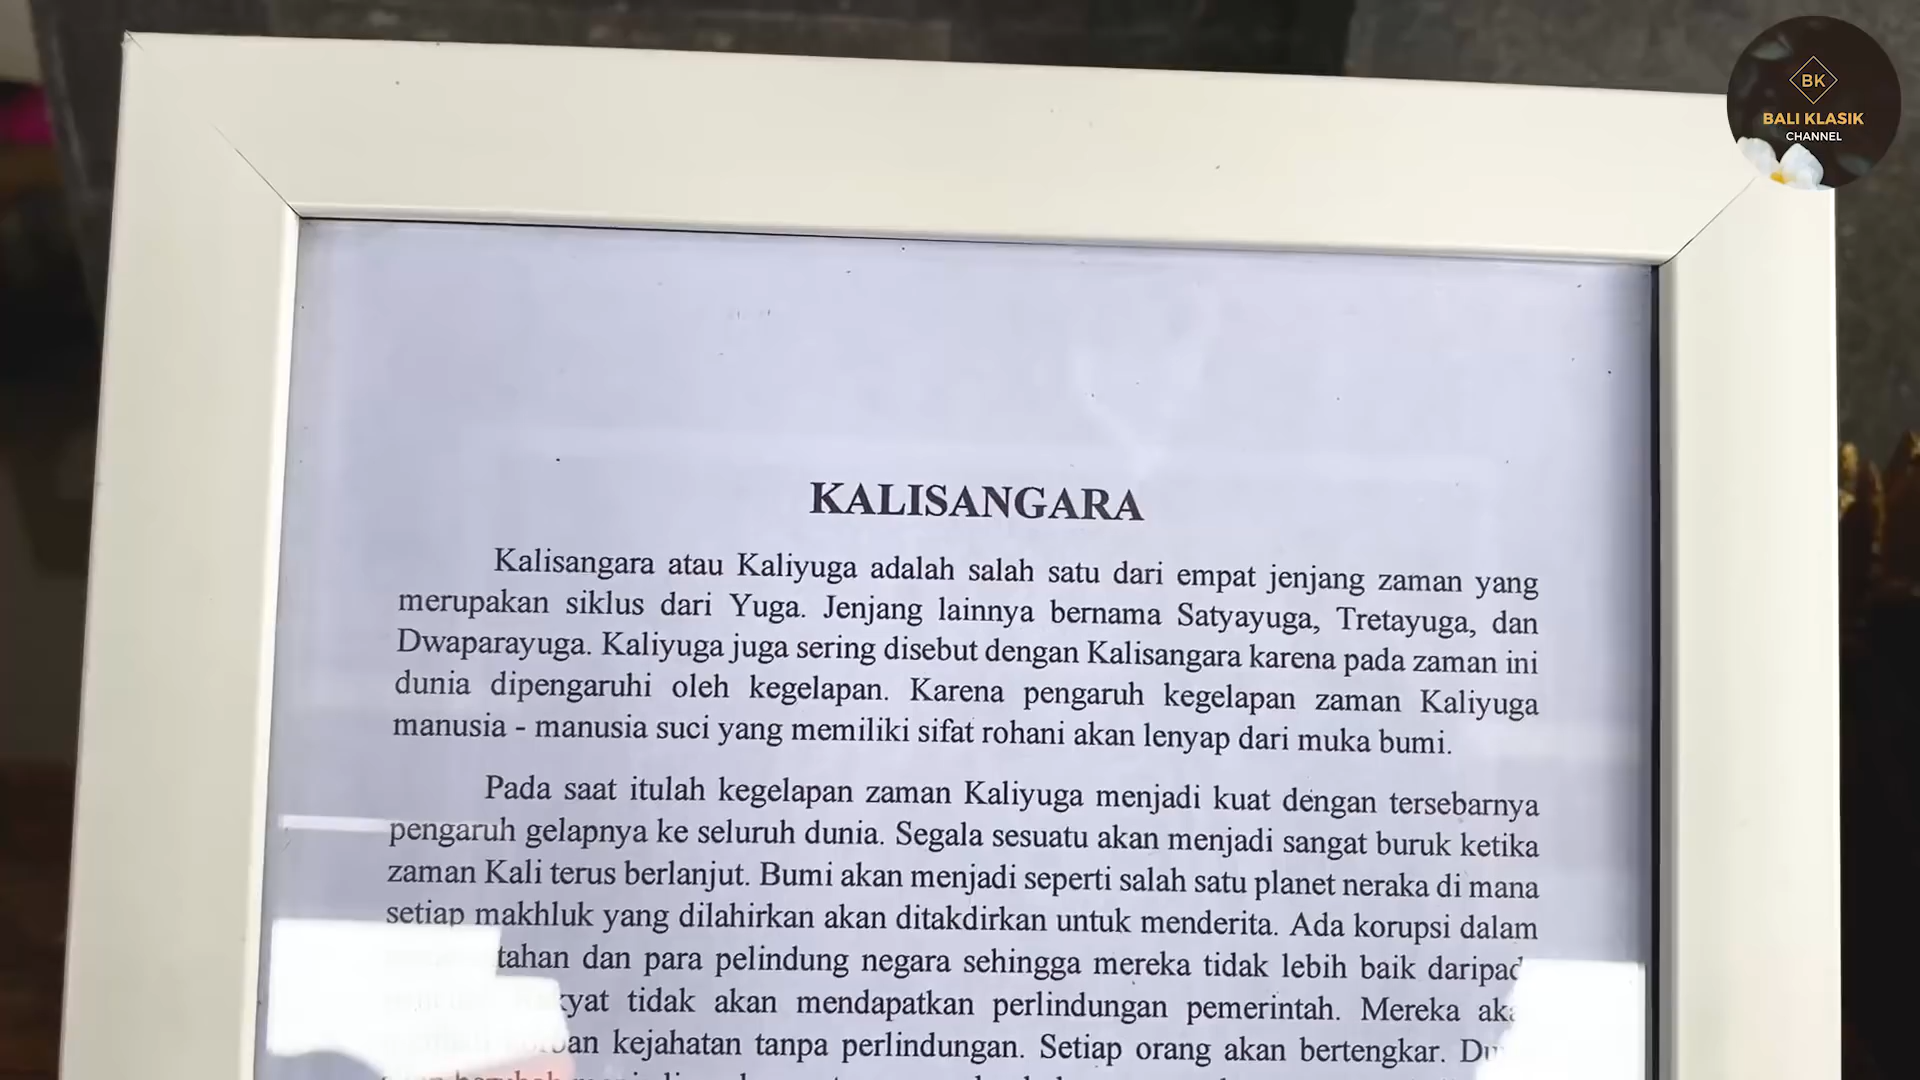 BK
BALI KLASIK
CHANNEL
KALISANGARA
Kalisangara atau Kaliyuga adalah salah satu dari empat jenjang zaman yang
merupakan siklus dari Yuga. Jenjang lainnya bernama Satyayuga, Tretayuga, dan
Dwaparayuga. Kaliyuga juga sering disebut dengan Kalisangara karena pada zaman ini
dunia dipengaruhi oleh kegelapan. Karena pengaruh kegelapan zaman Kaliyuga
manusia - manusia suci yang memiliki sifat rohani akan lenyap dari muka bumi.
Pada saat itulah kegelapan zaman Kaliyuga menjadi kuat dengan tersebarnya
pengaruh gelapnya ke seluruh dunia. Segala sesuatu akan menjadi sangat buruk ketika
zaman Kali terus berlanjut. Bumi akan menjadi seperti salah satu planet neraka di mana
setiap makhluk yang dilahirkan akan ditakdirkan untuk menderita. Ada korupsi dalam
dan para pelindung negara sehingga mereka tidak lebih baik
tidak akan mendapatkan perlindungan pemerintah. Mereka
kejahatan tanpa perlindungan. Setiap orang akan bertengkar.